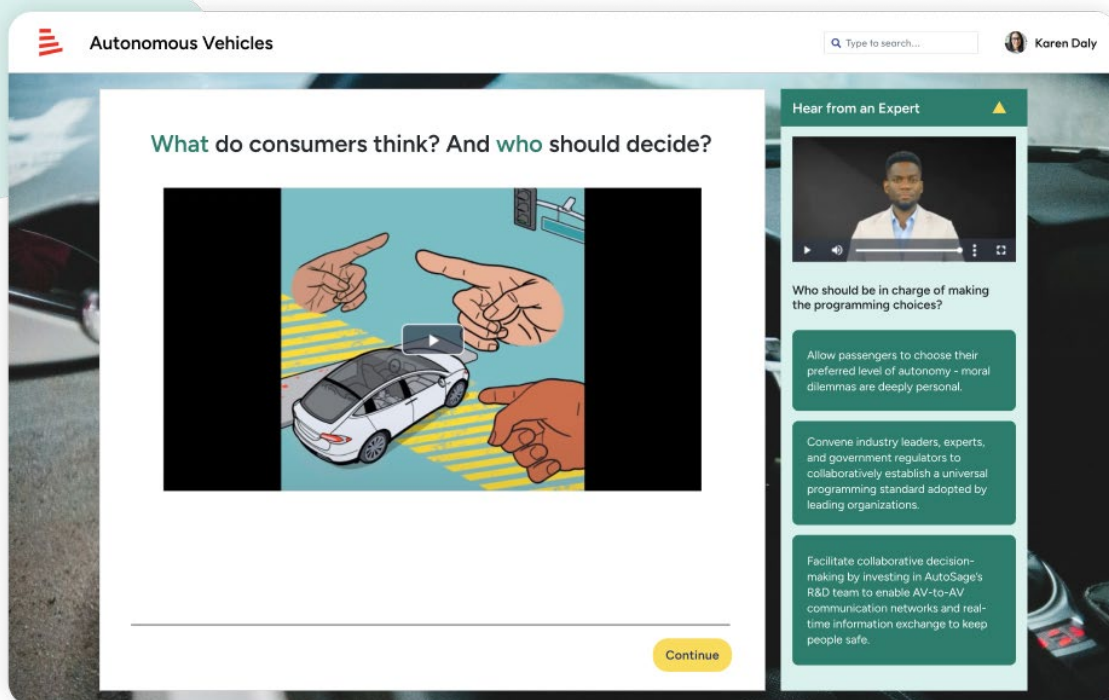 Autonomous Vehicles
Type to search...
Karen Daly
What do consumers think? And who should decide?
Continue
Hear from an Expert
Who should be in charge of making
the programming choices?
Allow passengers to choose their
preferred level of autonomy - moral
dilemmas are deeply personal.
Convene industry leaders, experts,
and government regulators to
collaboratively establish a universal
programming standard adopted by
leading organizations.
Facilitate collaborative decision-
making by investing in AutoSage's
R&D team to enable AV-to-AV
communication networks and real-
time information exchange to keep
people safe.